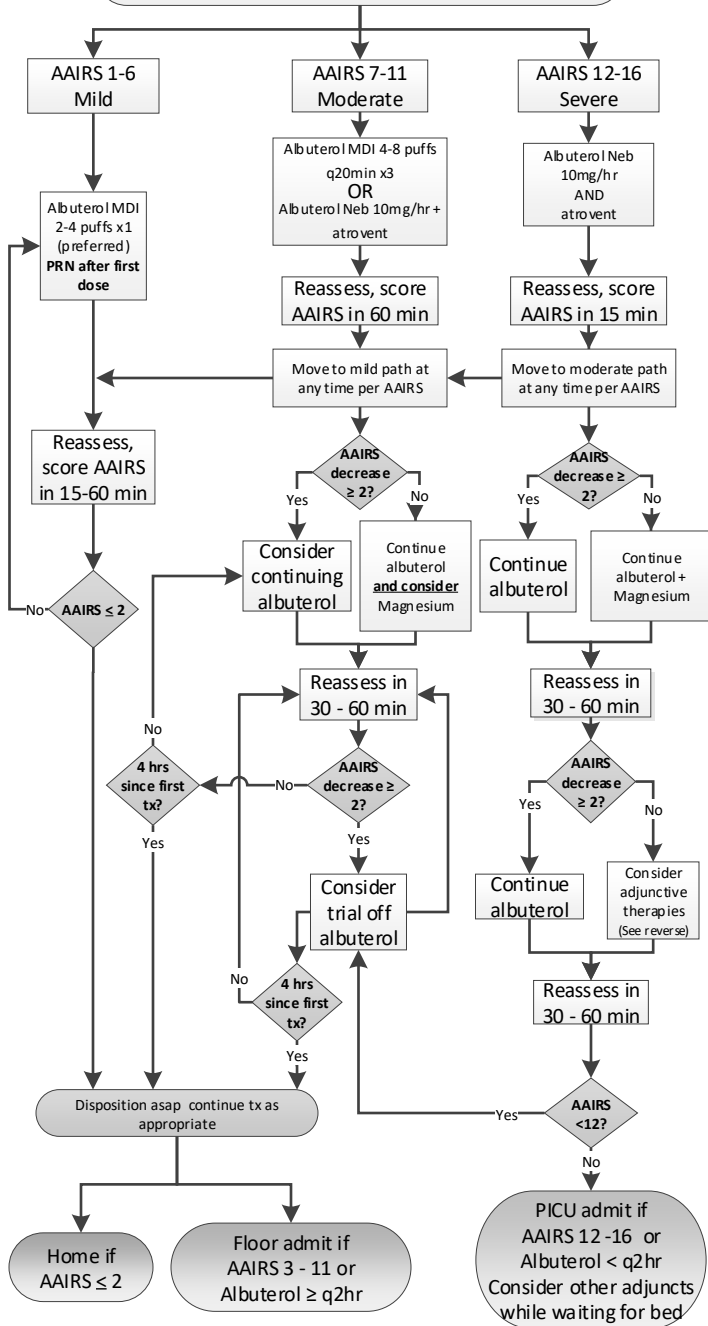 AAIRS 1-6
Mild
AAIRS 7-11
Moderate
AAIRS 12-16
Severe
Albuterol MDI
2-4 puffs x1
(preferred)
PRN after first
dose
Albuterol MDI 4-8 puffs
q20min x3
OR
Albuterol Neb 10mg/hr +
atrovent
Albuterol Neb
10mg/hr
AND
atrovent
Reassess, score
AAIRS in 60 min
Reassess, score
AAIRS in 15 min
Move to mild path at
any time per AAIRS
Move to moderate path
at any time per AAIRS
Reassess,
score AAIRS
in 15-60 min
AAIRS
decrease ≥
2?
Yes
No
AAIRS
decrease ≥
2?
Yes
No
Consider
continuing
albuterol
Continue
albuterol
and consider
Magnesium
Continue
albuterol
Continue
albuterol +
Magnesium
No
AAIRS ≤ 2
Reassess in
30 - 60 min
Reassess in
30 - 60 min
No
4 hrs
since first
tx?
No
AAIRS
decrease ≥
2?
AAIRS
decrease ≥
2?
Yes
No
Yes
Yes
Consider
trial off
albuterol
Continue
albuterol
Consider
adjunctive
therapies
(See reverse)
No
4 hrs
since first
tx?
Yes
Reassess in
30 - 60 min
Disposition asap continue tx as
appropriate
Yes
AAIRS
<12?
No
Home if
AAIRS ≤ 2
Floor admit if
AAIRS 3 - 11 or
Albuterol ≥ q2hr
PICU admit if
AAIRS 12 -16 or
Albuterol < q2hr
Consider other adjuncts
while waiting for bed